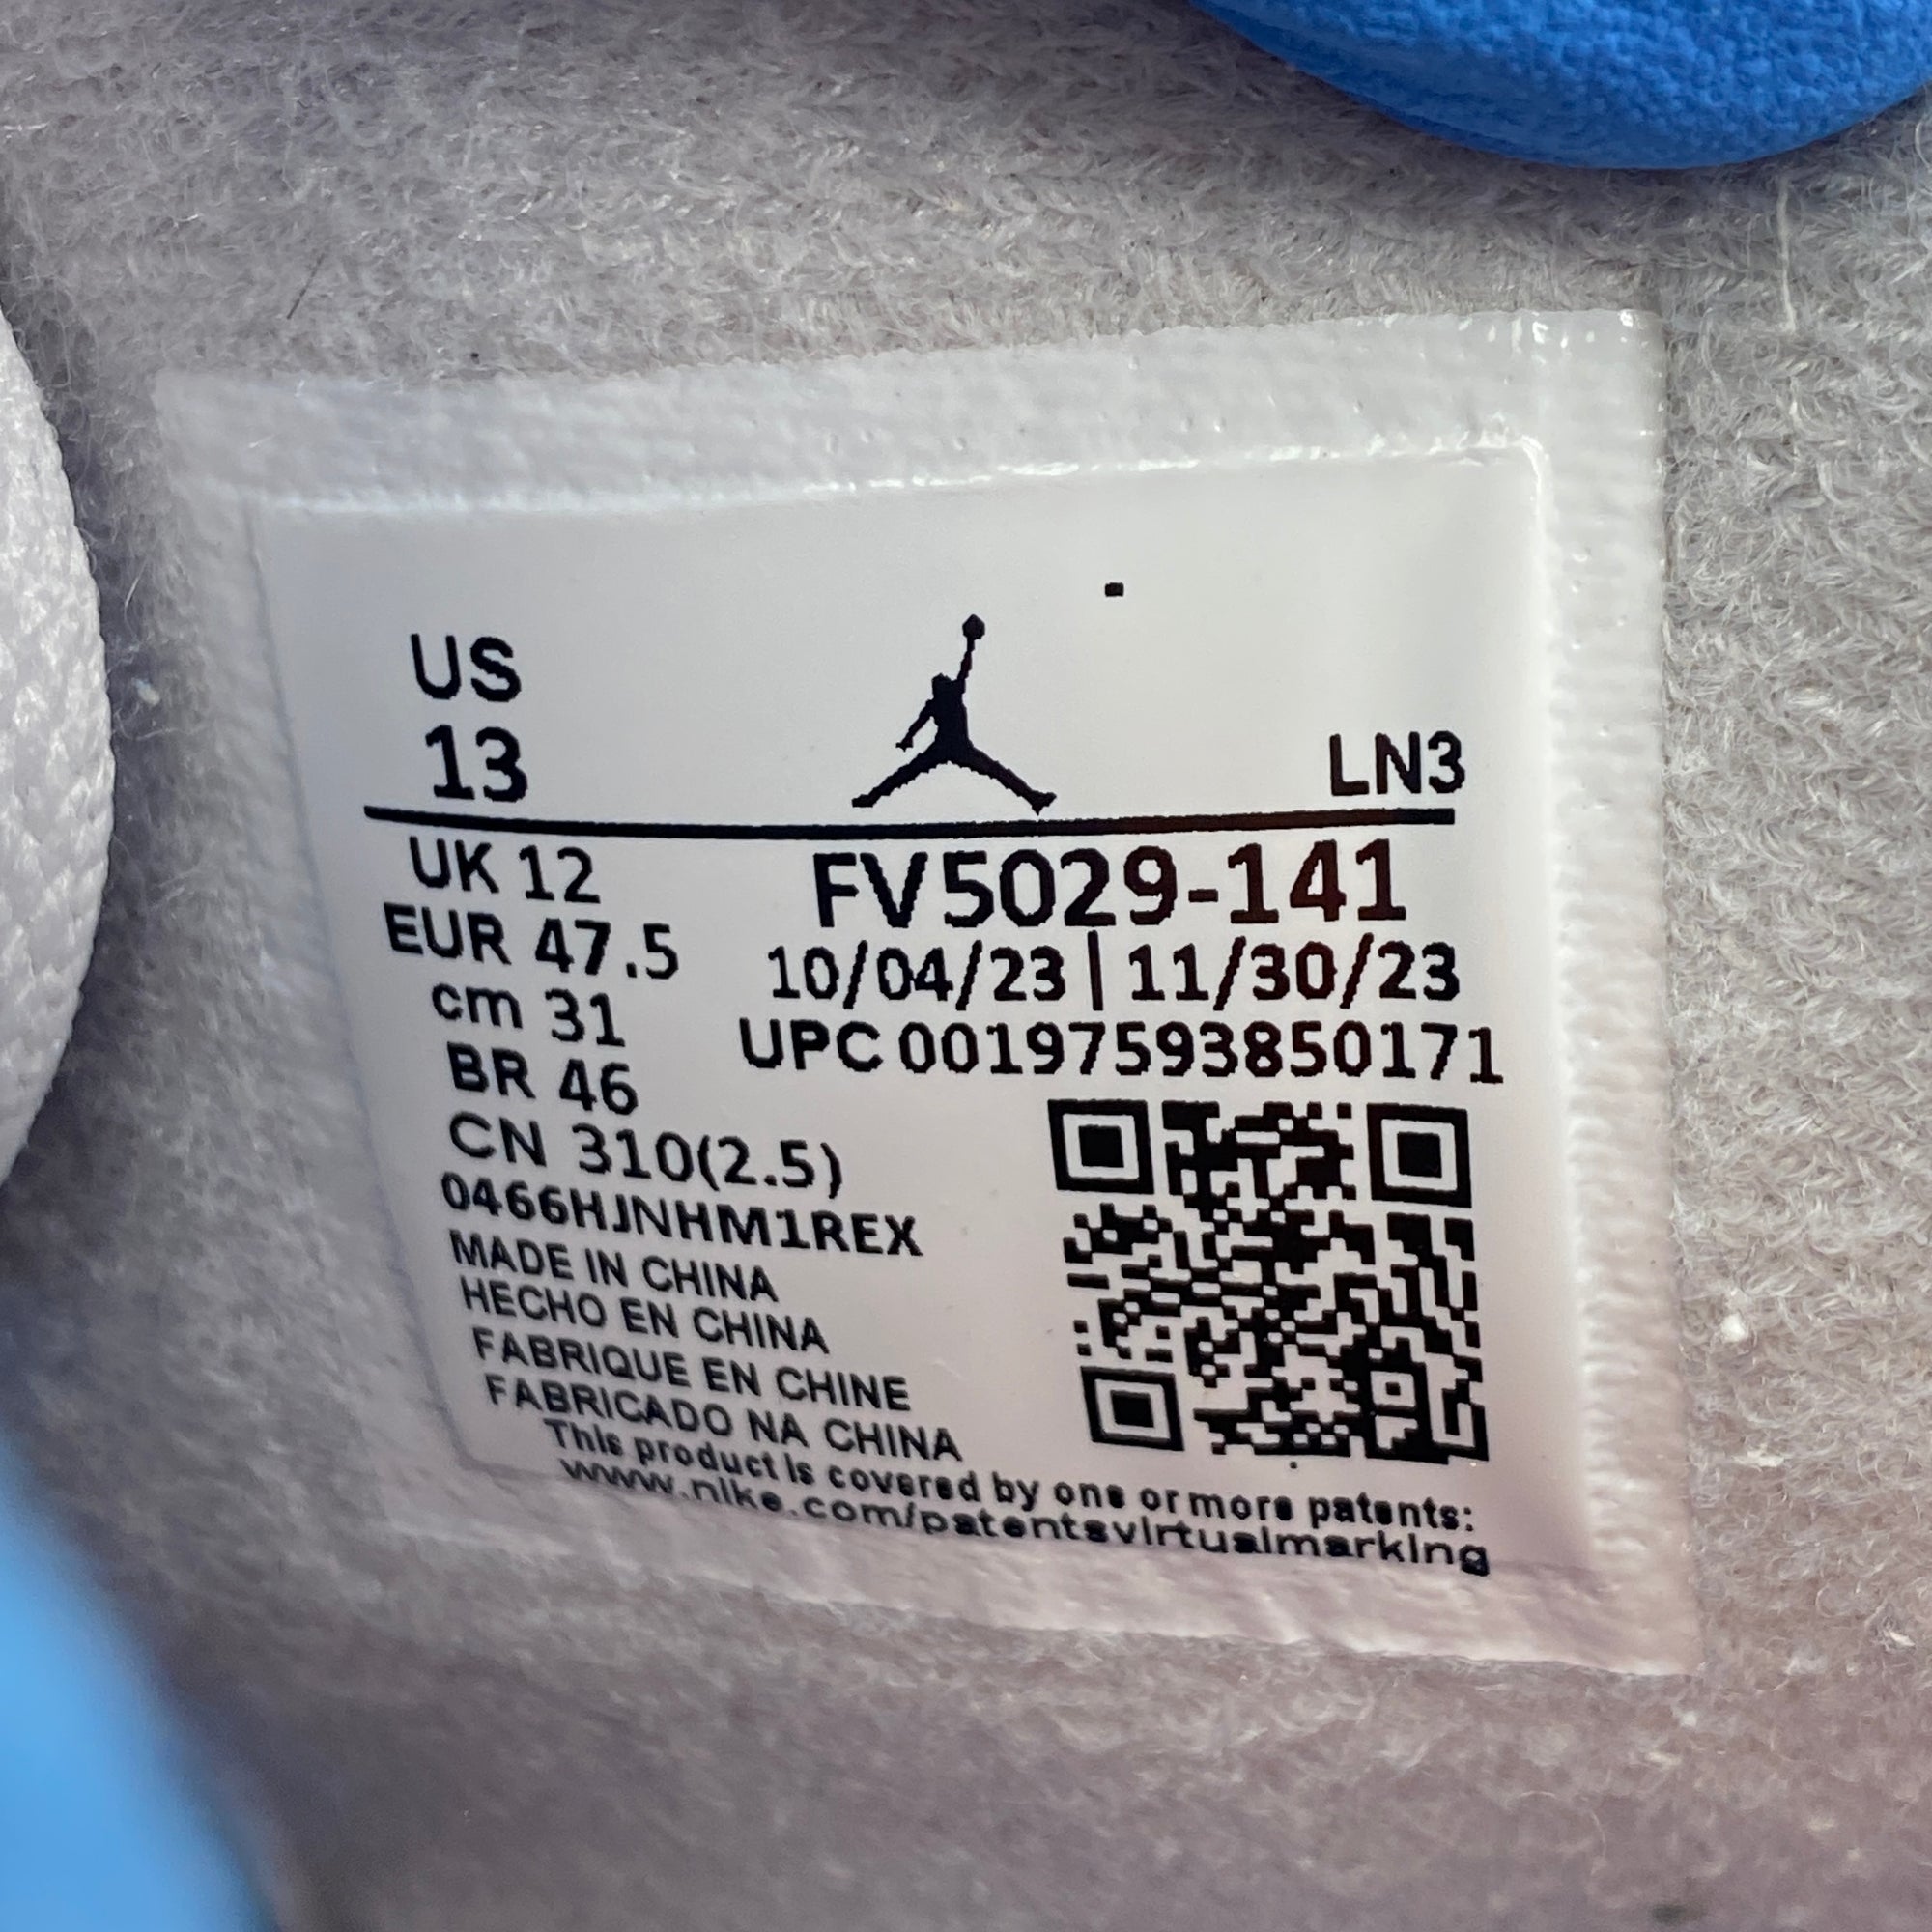 US
13
LN3
UK 12
EUR 47.5
cm 31
BR 46
CN 310(2.5)
FV5029-141
10/04/23|11/30/23
UPC 00197593850171
0466HJNHM1REX
MADE IN CHINA
HECHO EN CHINA
FABRIQUE EN CHINE
FABRICADO NA CHINA
This product is covered by one or more patents:
www.nike.com/patentsvirtualmarking